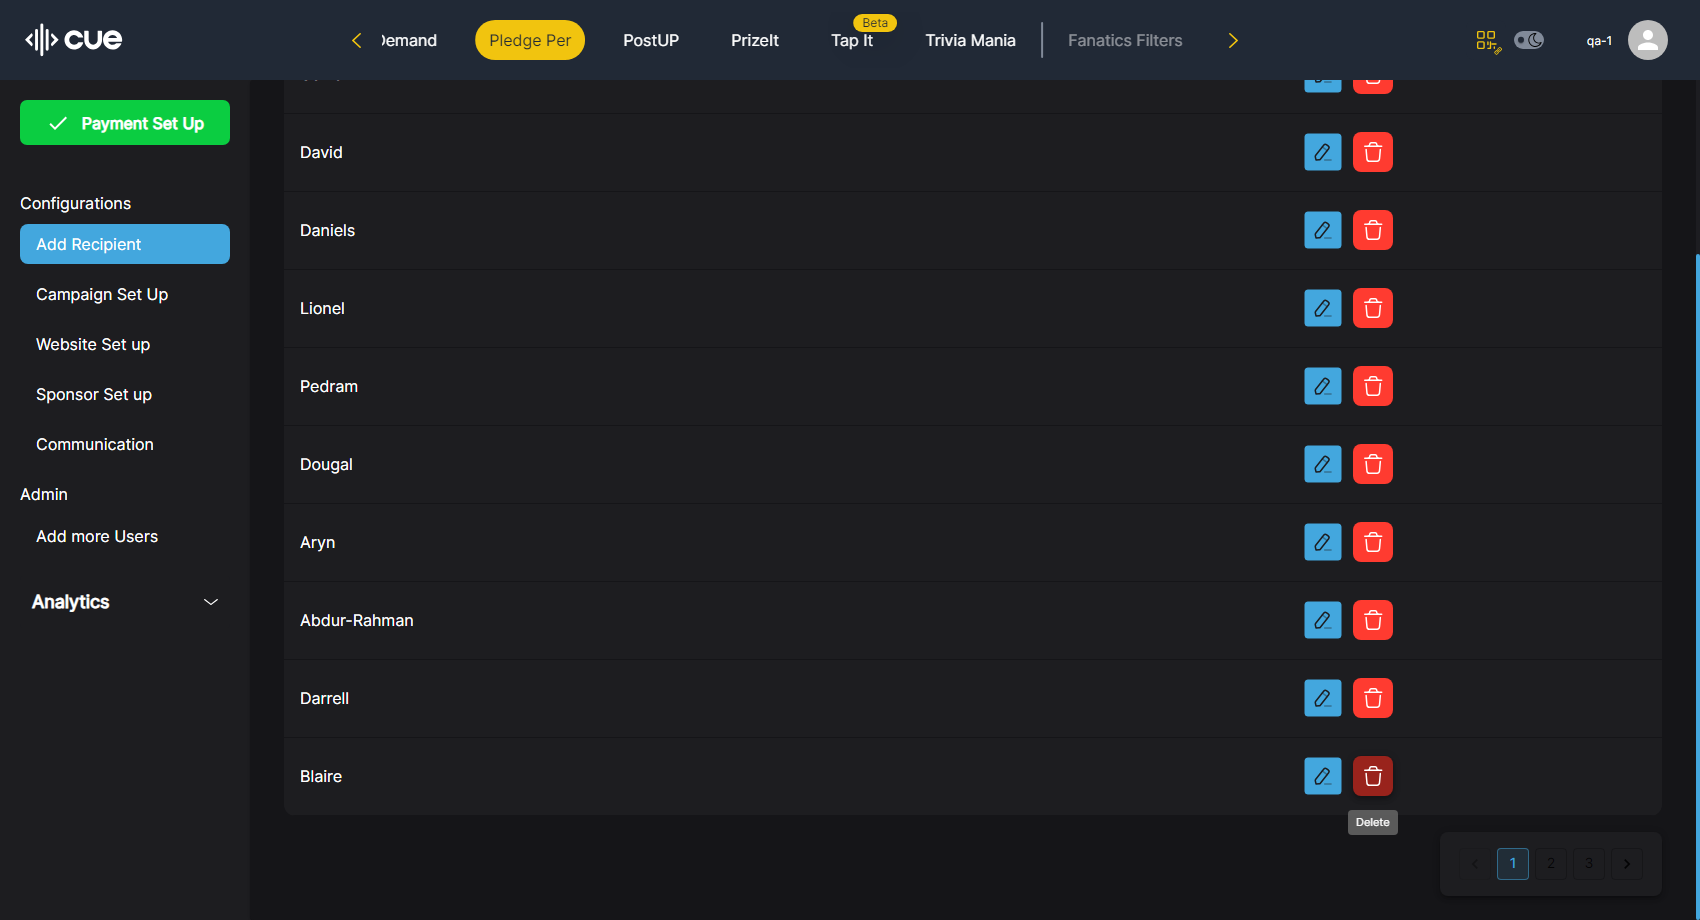 cue
Demand
Pledge Per
PostUP
PrizeIt
Tap It
Beta
Trivia Mania
Fanatics Filters
qa-1
Payment Set Up
Configurations
Add Recipient
Campaign Set Up
Website Set up
Sponsor Set up
Communication
Admin
Add more Users
Analytics
David
Daniels
Lionel
Pedram
Dougal
Aryn
Abdur-Rahman
Darrell
Blaire
Delete
1 2 3